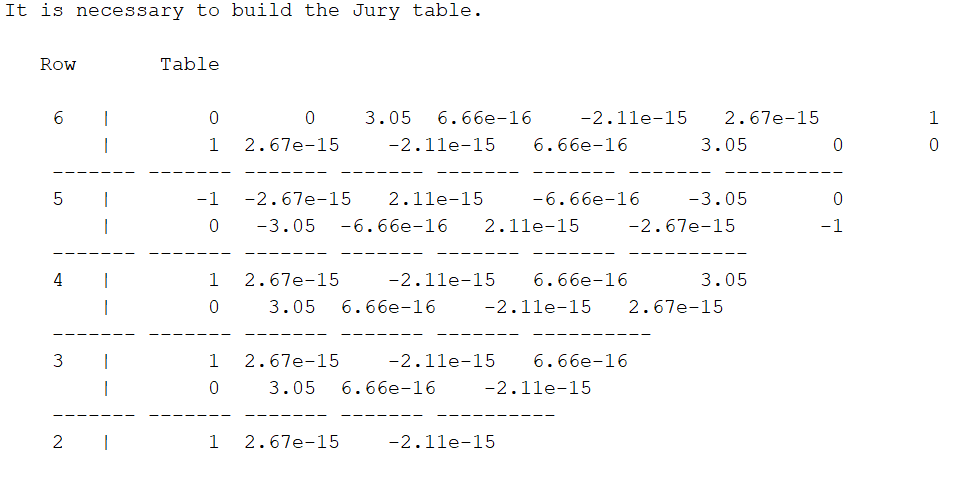 It is necessary to build the Jury table.
Row Table
6 | 0 0 3.05 6.66e-16 -2.11e-15 2.67e-15 1
| 1 2.67e-15 -2.11e-15 6.66e-16 3.05 0 0
------- ------- ------- ------- ------- ------- ------- ----------
5 | -1 -2.67e-15 2.11e-15 -6.66e-16 -3.05 0
| 0 -3.05 -6.66e-16 2.11e-15 -2.67e-15 -1
------- ------- ------- ------- ------- ------- ----------
4 | 1 2.67e-15 -2.11e-15 6.66e-16 3.05
| 0 3.05 6.66e-16 -2.11e-15 2.67e-15
------- ------- ------- ------- ------- ----------
3 | 1 2.67e-15 -2.11e-15 6.66e-16
| 0 3.05 6.66e-16 -2.11e-15
------- ------- ------- ------- ----------
2 | 1 2.67e-15 -2.11e-15